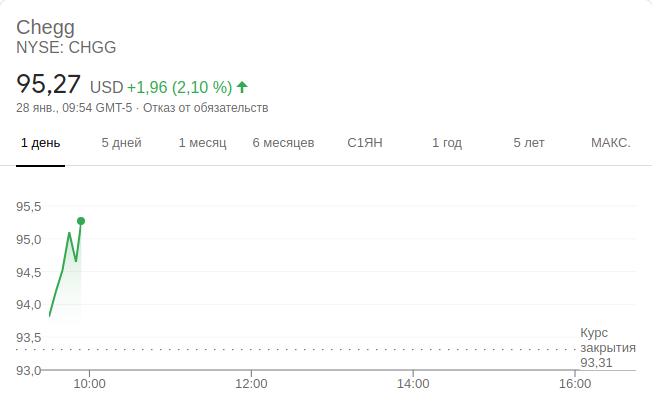 Chegg
NYSE: CHGG
95,27 USD +1,96 (2,10 %)
28 янв., 09:54 GMT-5 · Отказ от обязательств
1 день 5 дней 1 месяц 6 месяцев С1ЯН 1 год 5 лет МАКС.
95,5
95,0
94,5
94,0
93,5
93,0
Курс
закрытия
93,31
10:00 12:00 14:00 16:00